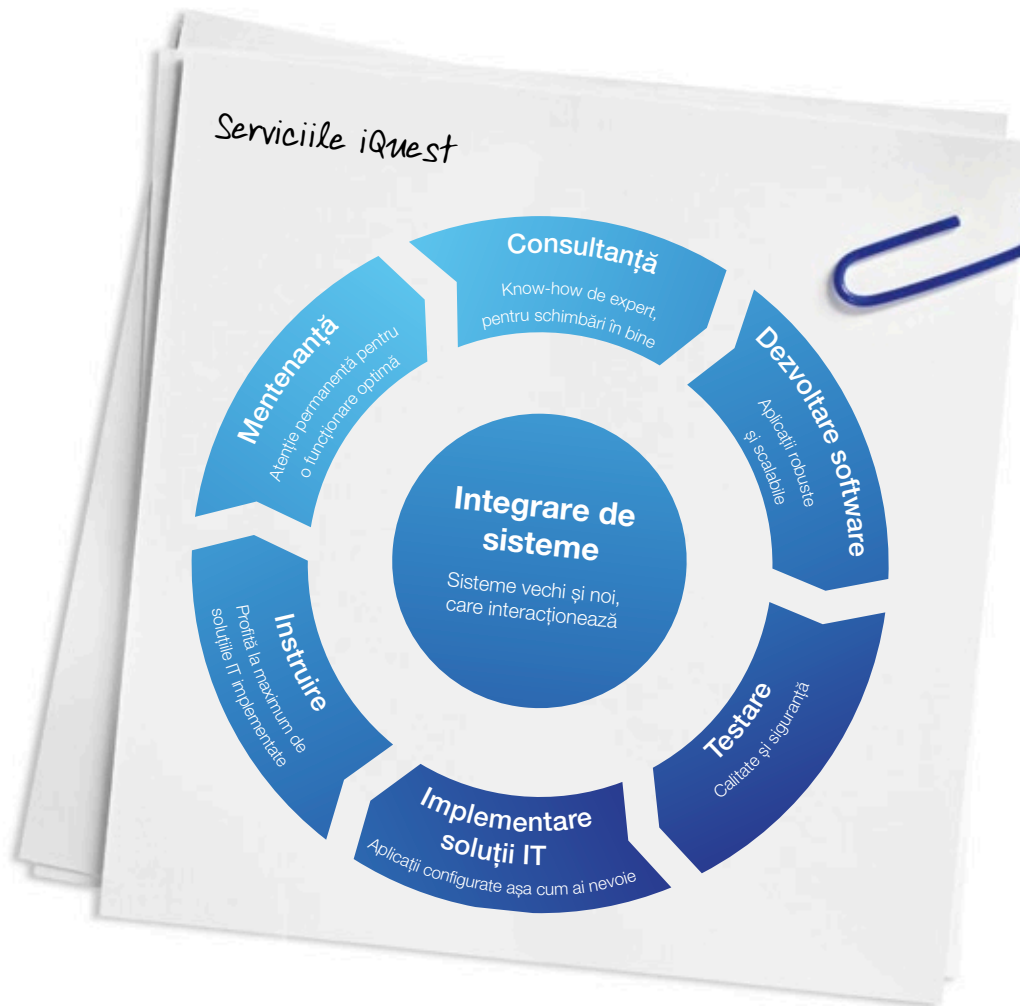 Serviciile iQuest
Consultanță
Know-how de expert,
pentru schimbări în bine
Dezvoltare software
Aplicații robuste
și scalabile
Testare
Calitate și siguranță
Implementare
soluții IT
Aplicații configurate așa cum ai nevoie
Instruire
Profită la maximum de
soluțiile IT implementate
Mentenanță
Atenție permanentă pentru
o funcționare optimă
Integrare de
sisteme
Sisteme vechi și noi,
care interacționează